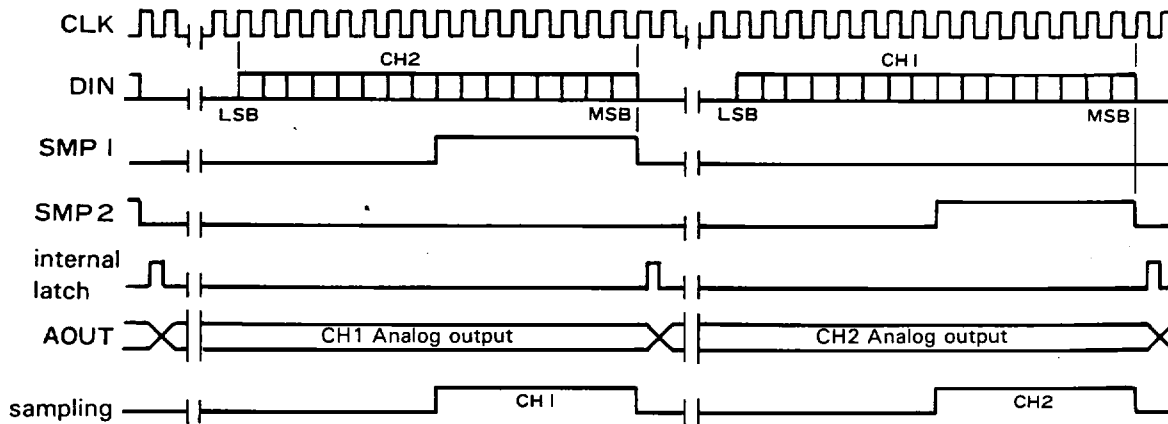 CLK
CH2
CH1
DIN
LSB
MSB
LSB
MSB
SMP 1
SMP 2
internal
latch
AOUT
CH1 Analog output
CH2 Analog output
sampling
CH1
CH2